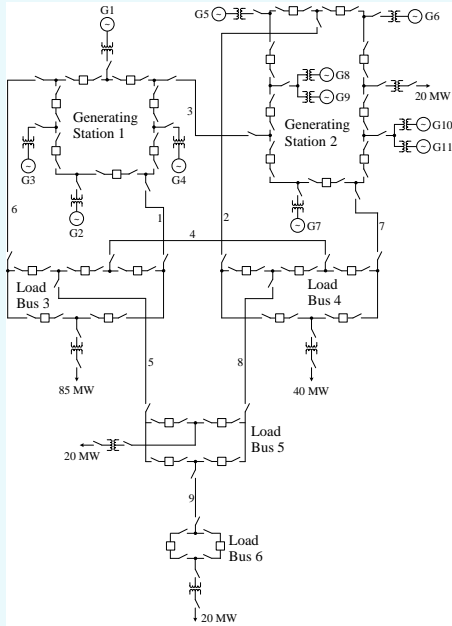 G1
G5
G6
G8
G9
20 MW
Generating
Station 1
3
Generating
Station 2
G10
G11
G3
G4
G2
G7
6
1
2
7
4
Load
Bus 3
Load
Bus 4
5
8
85 MW
40 MW
Load
Bus 5
20 MW
9
Load
Bus 6
20 MW